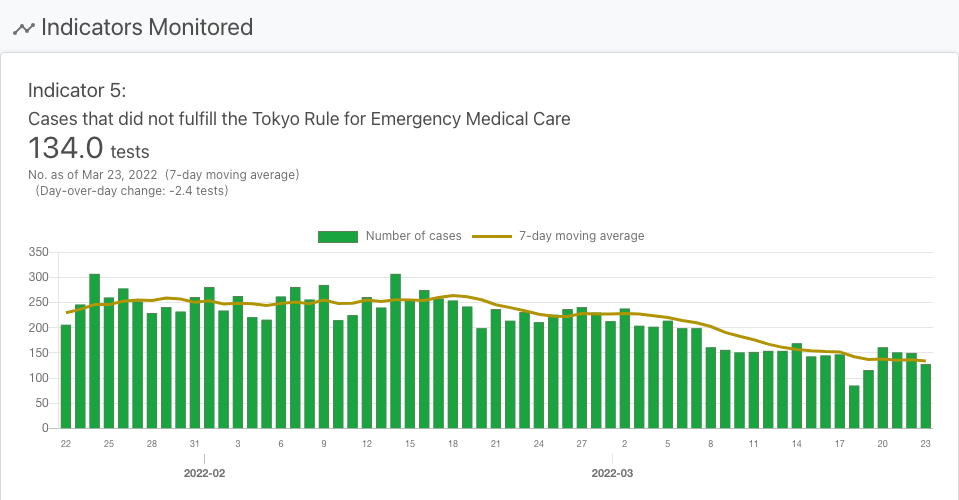 Indicators Monitored
Indicator 5:
Cases that did not fulfill the Tokyo Rule for Emergency Medical Care
134.0 tests
No. as of Mar 23, 2022 (7-day moving average)
(Day-over-day change: -2.4 tests)
Number of cases 7-day moving average
350
300
250
200
150
100
50
0
22 25 28 31 3 6 9 12 15 18 21 24 27 2 5 8 11 14 17 20 23
2022-02 2022-03